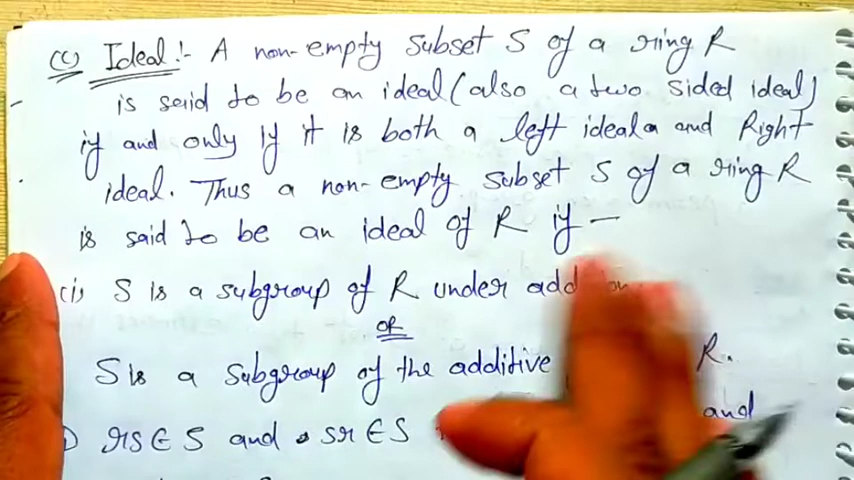 (c) Ideal:- A non-empty subset S of a ring R
is said to be an ideal (also a two sided ideal)
if and only if it is both a left ideal and Right
ideal. Thus a non-empty subset S of a ring R
is said to be an ideal of R if —
(i) S is a subgroup of R under
OR
S is a subgroup of the additive R.
rs ∈ S and sr ∈ S and